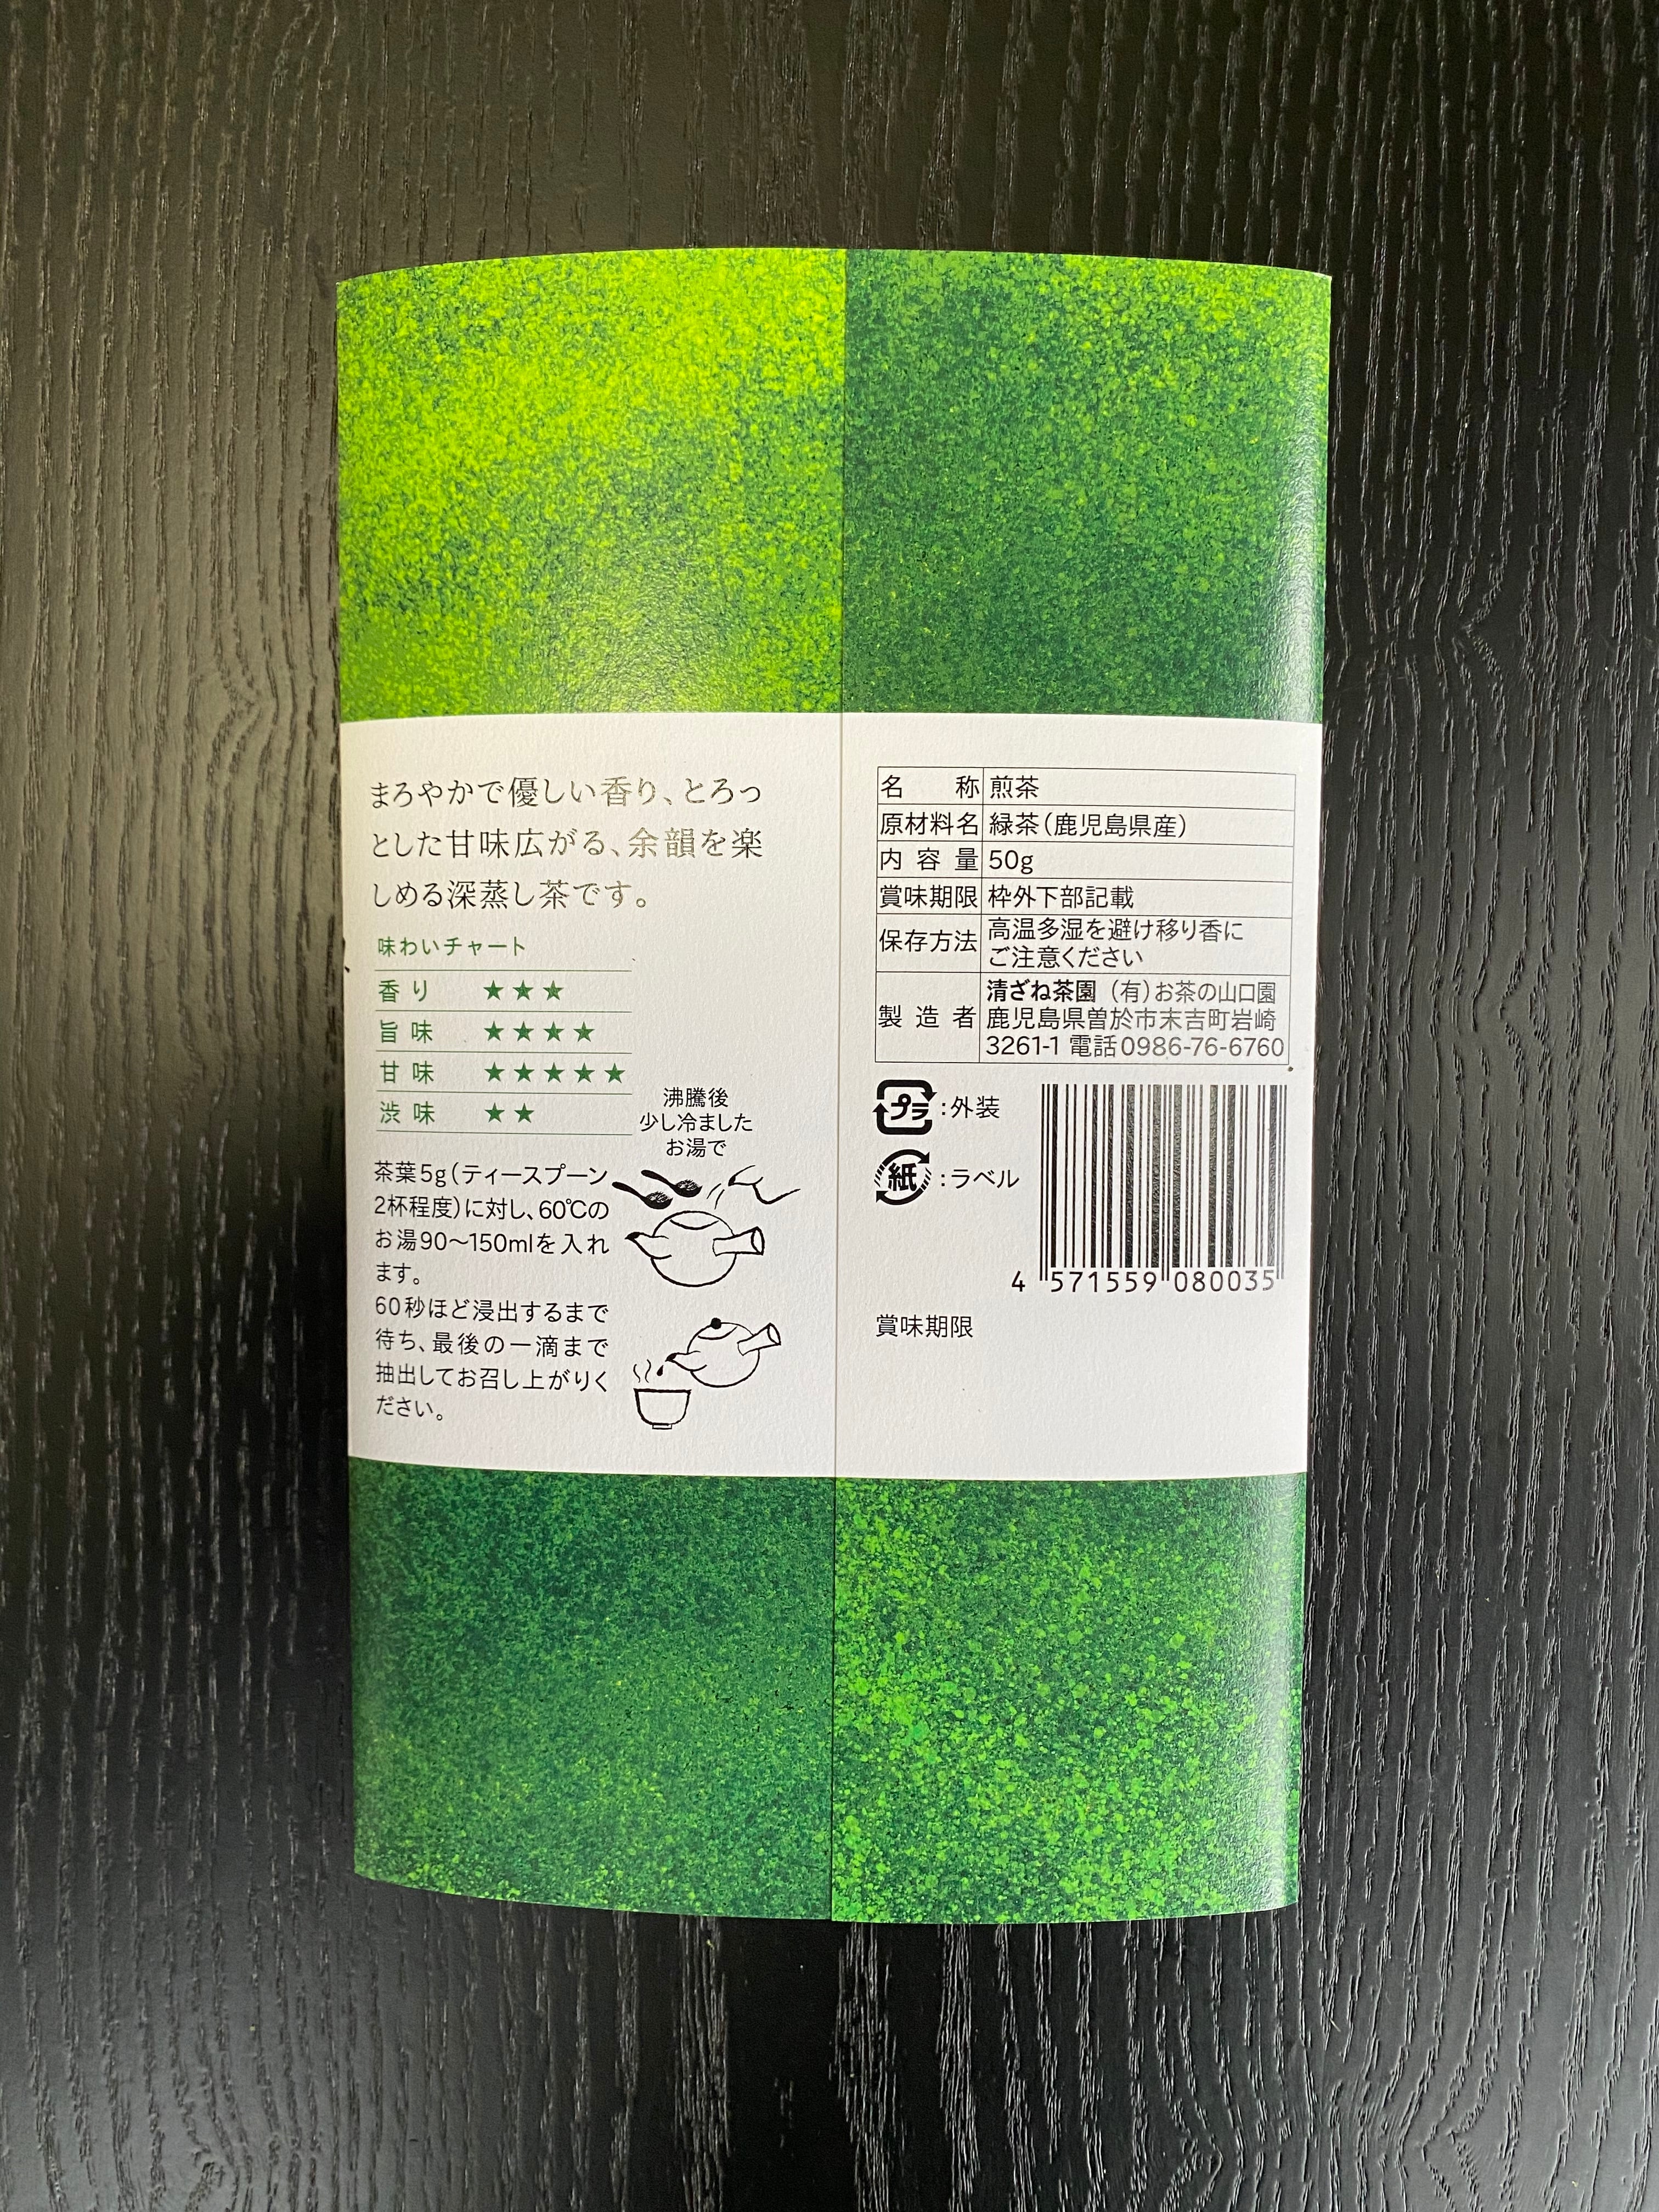 まろやかで優しい香り、とろっ
とした甘味広がる、余韻を楽
しめる深蒸し茶です。
味わいチャート
香り ★★★
旨味 ★★★★
甘味 ★★★★★
渋味 ★★
沸騰後
少し冷ました
お湯で
茶葉5g(ティースプーン
2杯程度)に対し、60℃の
お湯90〜150mlを入れ
ます。
60秒ほど浸出するまで
待ち、最後の一滴まで
抽出してお召し上がりく
ださい。
名称 煎茶
原材料名 緑茶(鹿児島県産)
内容量 50g
賞味期限 枠外下部記載
保存方法 高温多湿を避け移り香に
ご注意ください
製造者 清ざね茶園 (有)お茶の山口園
鹿児島県曽於市末吉町岩崎
3261-1 電話0986-76-6760
プラ:外装
紙:ラベル
4 571559 080035
賞味期限